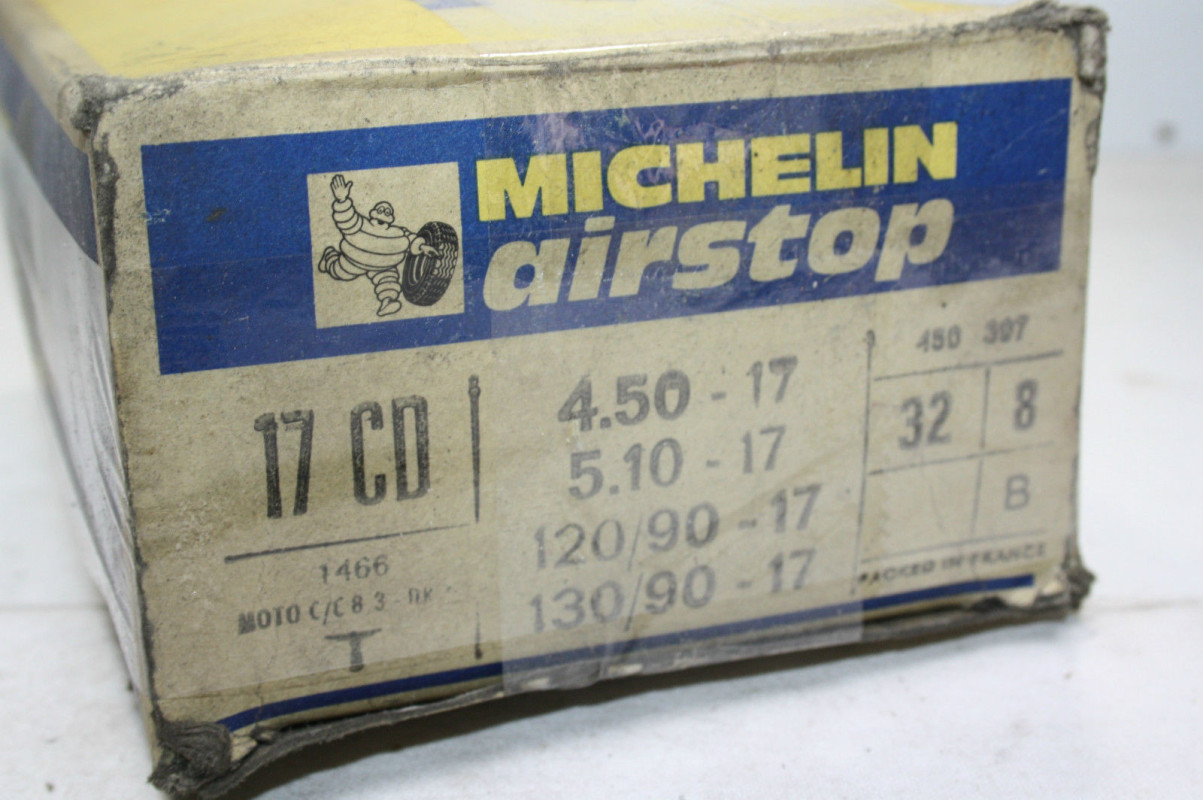 MICHELIN
airstop
17 CD
1466
MOTO C/C 8 3 - DK
T
4.50 - 17
5.10 - 17
120/90 - 17
130/90 - 17
450 307
32 8
B
PACKED IN FRANCE